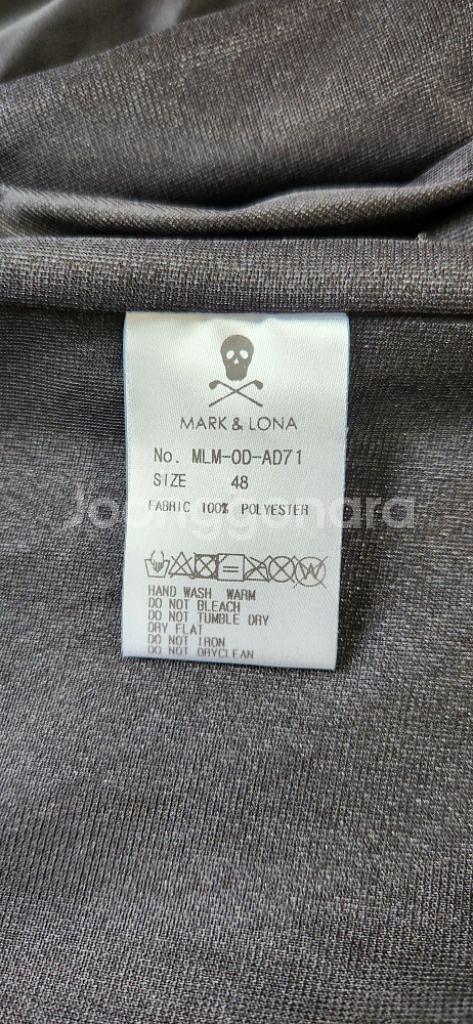 MARK & LONA
No. MLM-OD-AD71
SIZE 48
FABRIC 100% POLYESTER
Joonggonara
HAND WASH WARM
DO NOT BLEACH
DO NOT TUMBLE DRY
DRY FLAT
DO NOT IRON
DO NOT DRYCLEAN